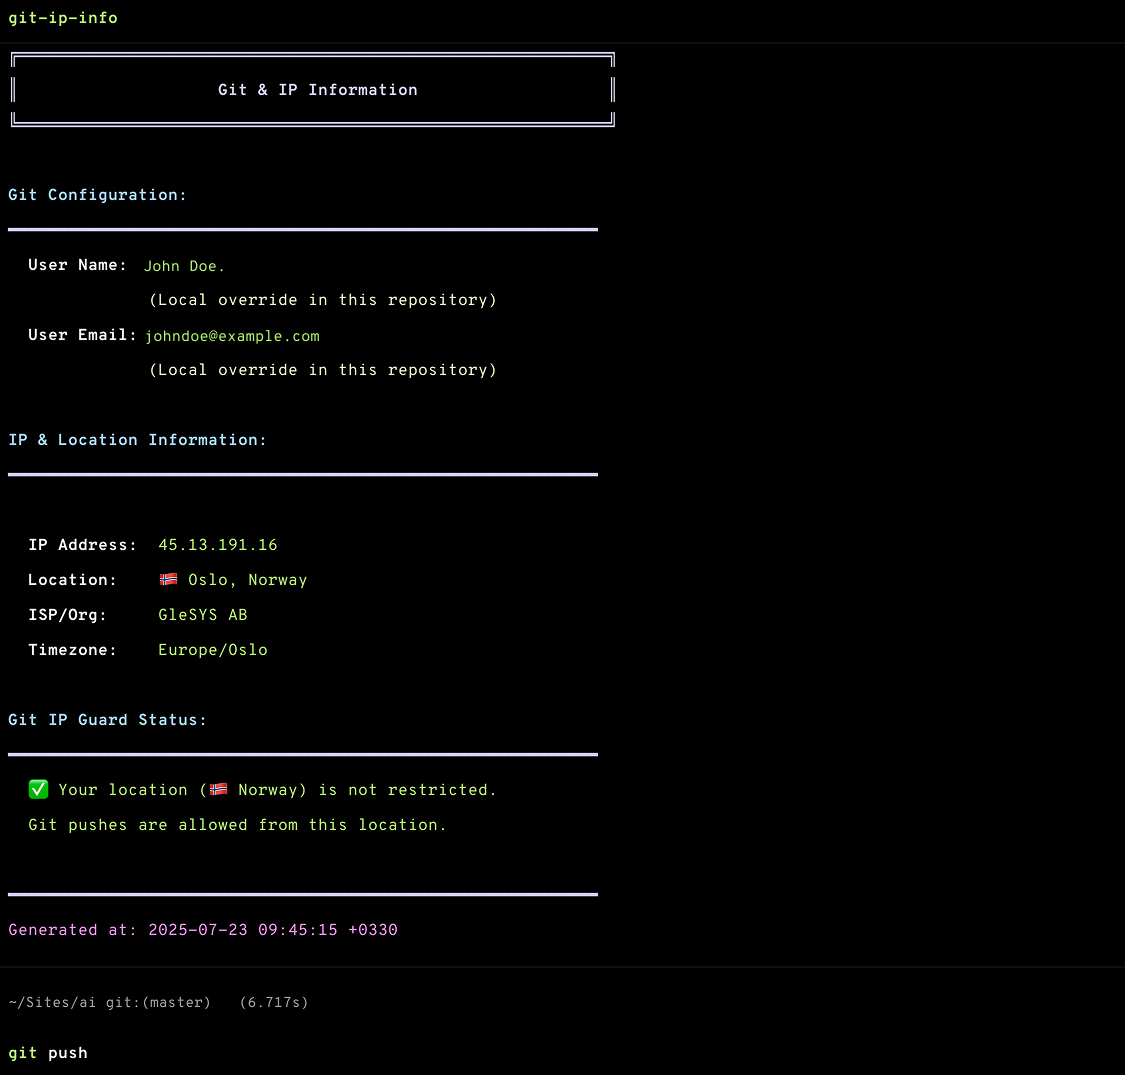 git-ip-info
Git & IP Information
Git Configuration:
User Name: John Doe.
(Local override in this repository)
User Email: johndoe@example.com
(Local override in this repository)
IP & Location Information:
IP Address: 45.13.191.16
Location: 🇳🇴 Oslo, Norway
ISP/Org: GleSYS AB
Timezone: Europe/Oslo
Git IP Guard Status:
✅ Your location (🇳🇴 Norway) is not restricted.
Git pushes are allowed from this location.
Generated at: 2025-07-23 09:45:15 +0330
~/Sites/ai git:(master) (6.717s)
git push